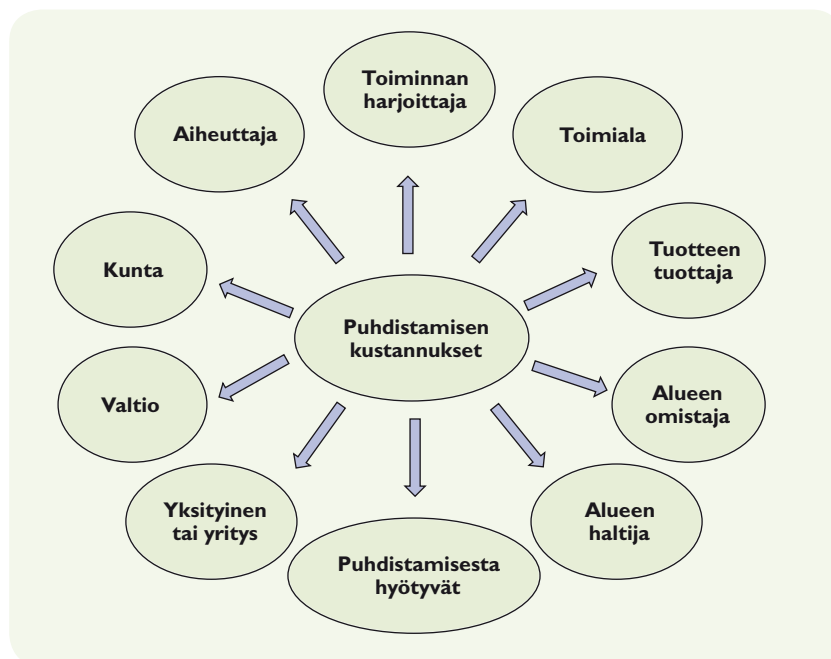 Toiminnan
harjoittaja
Aiheuttaja
Toimiala
Kunta
Tuotteen
tuottaja
Puhdistamisen
kustannukset
Valtio
Alueen
omistaja
Yksityinen
tai yritys
Alueen
haltija
Puhdistamisesta
hyötyvät